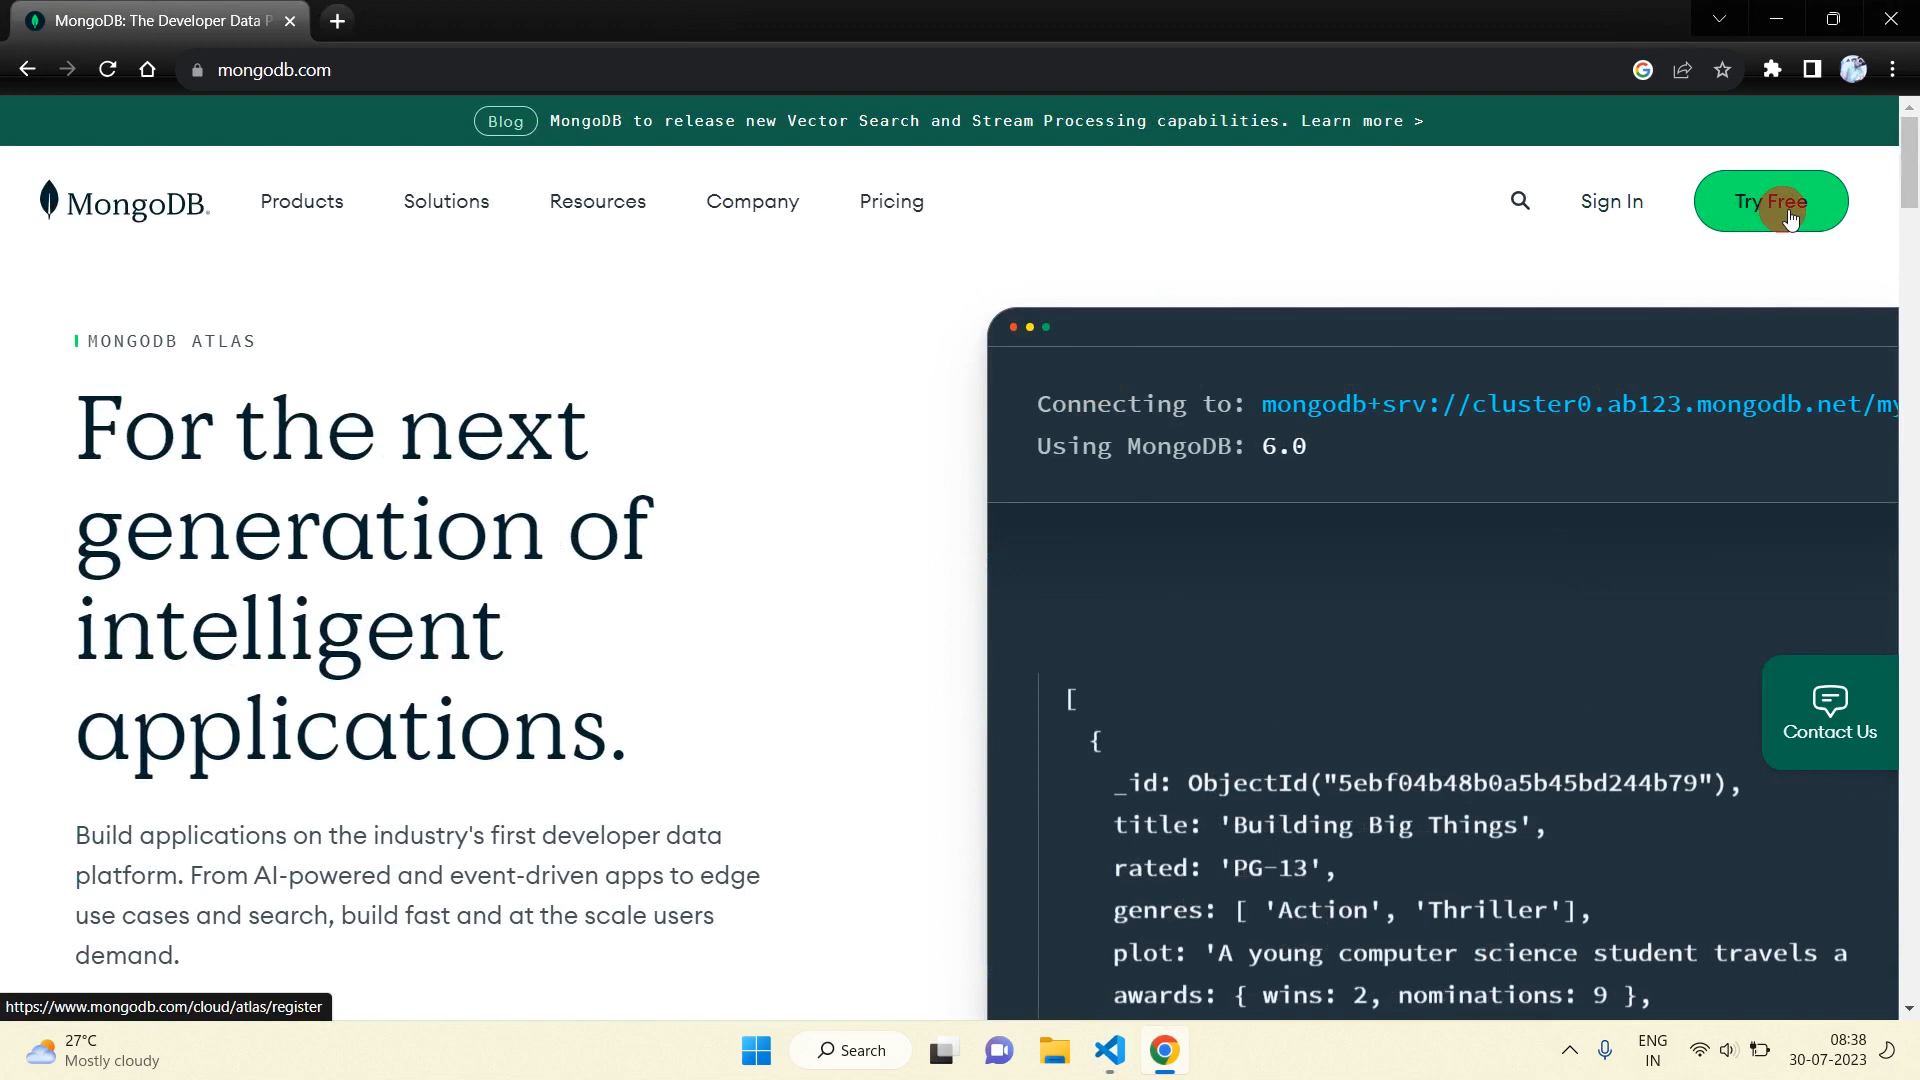 MongoDB: The Developer Data P
mongodb.com
Blog MongoDB to release new Vector Search and Stream Processing capabilities. Learn more >
MongoDB.
Products
Solutions
Resources
Company
Pricing
Sign In
Try Free
MONGODB ATLAS
For the next
generation of
intelligent
applications.
Build applications on the industry's first developer data
platform. From AI-powered and event-driven apps to edge
use cases and search, build fast and at the scale users
demand.
Connecting to: mongodb+srv://cluster0.ab123.mongodb.net/my
Using MongoDB: 6.0
[
{
_id: ObjectId("5ebf04b48b0a5b45bd244b79"),
title: 'Building Big Things',
rated: 'PG-13',
genres: [ 'Action', 'Thriller'],
plot: 'A young computer science student travels a
awards: { wins: 2, nominations: 9 },
Contact Us
https://www.mongodb.com/cloud/atlas/register
27°C
Mostly cloudy
Search
ENG
IN
08:38
30-07-2023